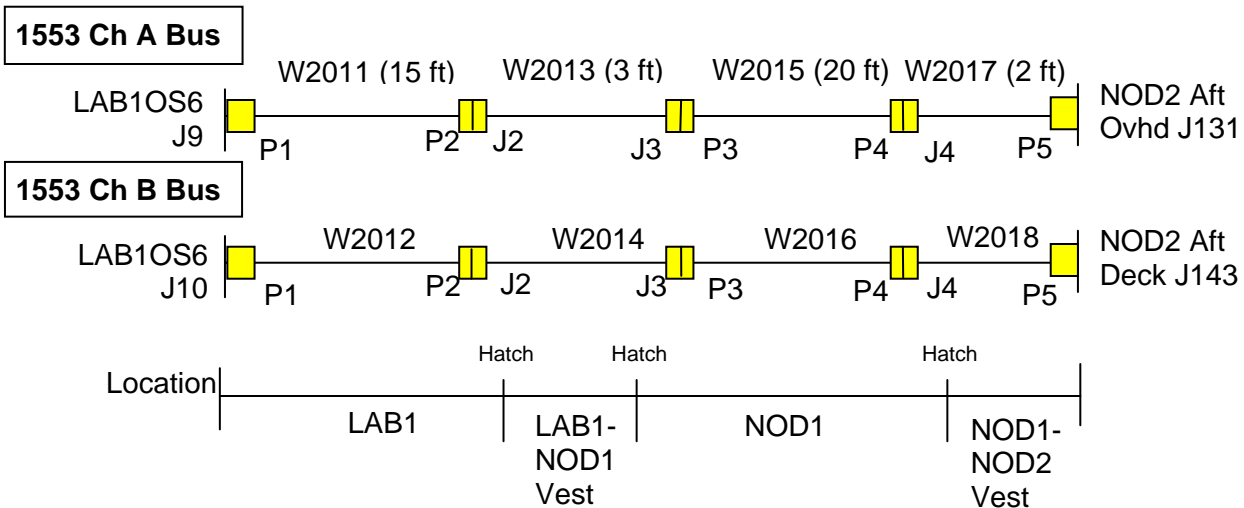 1553 Ch A Bus
W2011 (15 ft)
W2013 (3 ft)
W2015 (20 ft)
W2017 (2 ft)
LAB1OS6
J9
P1
P2
J2
J3
P3
P4
J4
P5
NOD2 Aft
Ovhd J131
1553 Ch B Bus
W2012
W2014
W2016
W2018
LAB1OS6
J10
P1
P2
J2
J3
P3
P4
J4
P5
NOD2 Aft
Deck J143
Hatch
Hatch
Hatch
Location
LAB1
LAB1-
NOD1
Vest
NOD1
NOD1-
NOD2
Vest